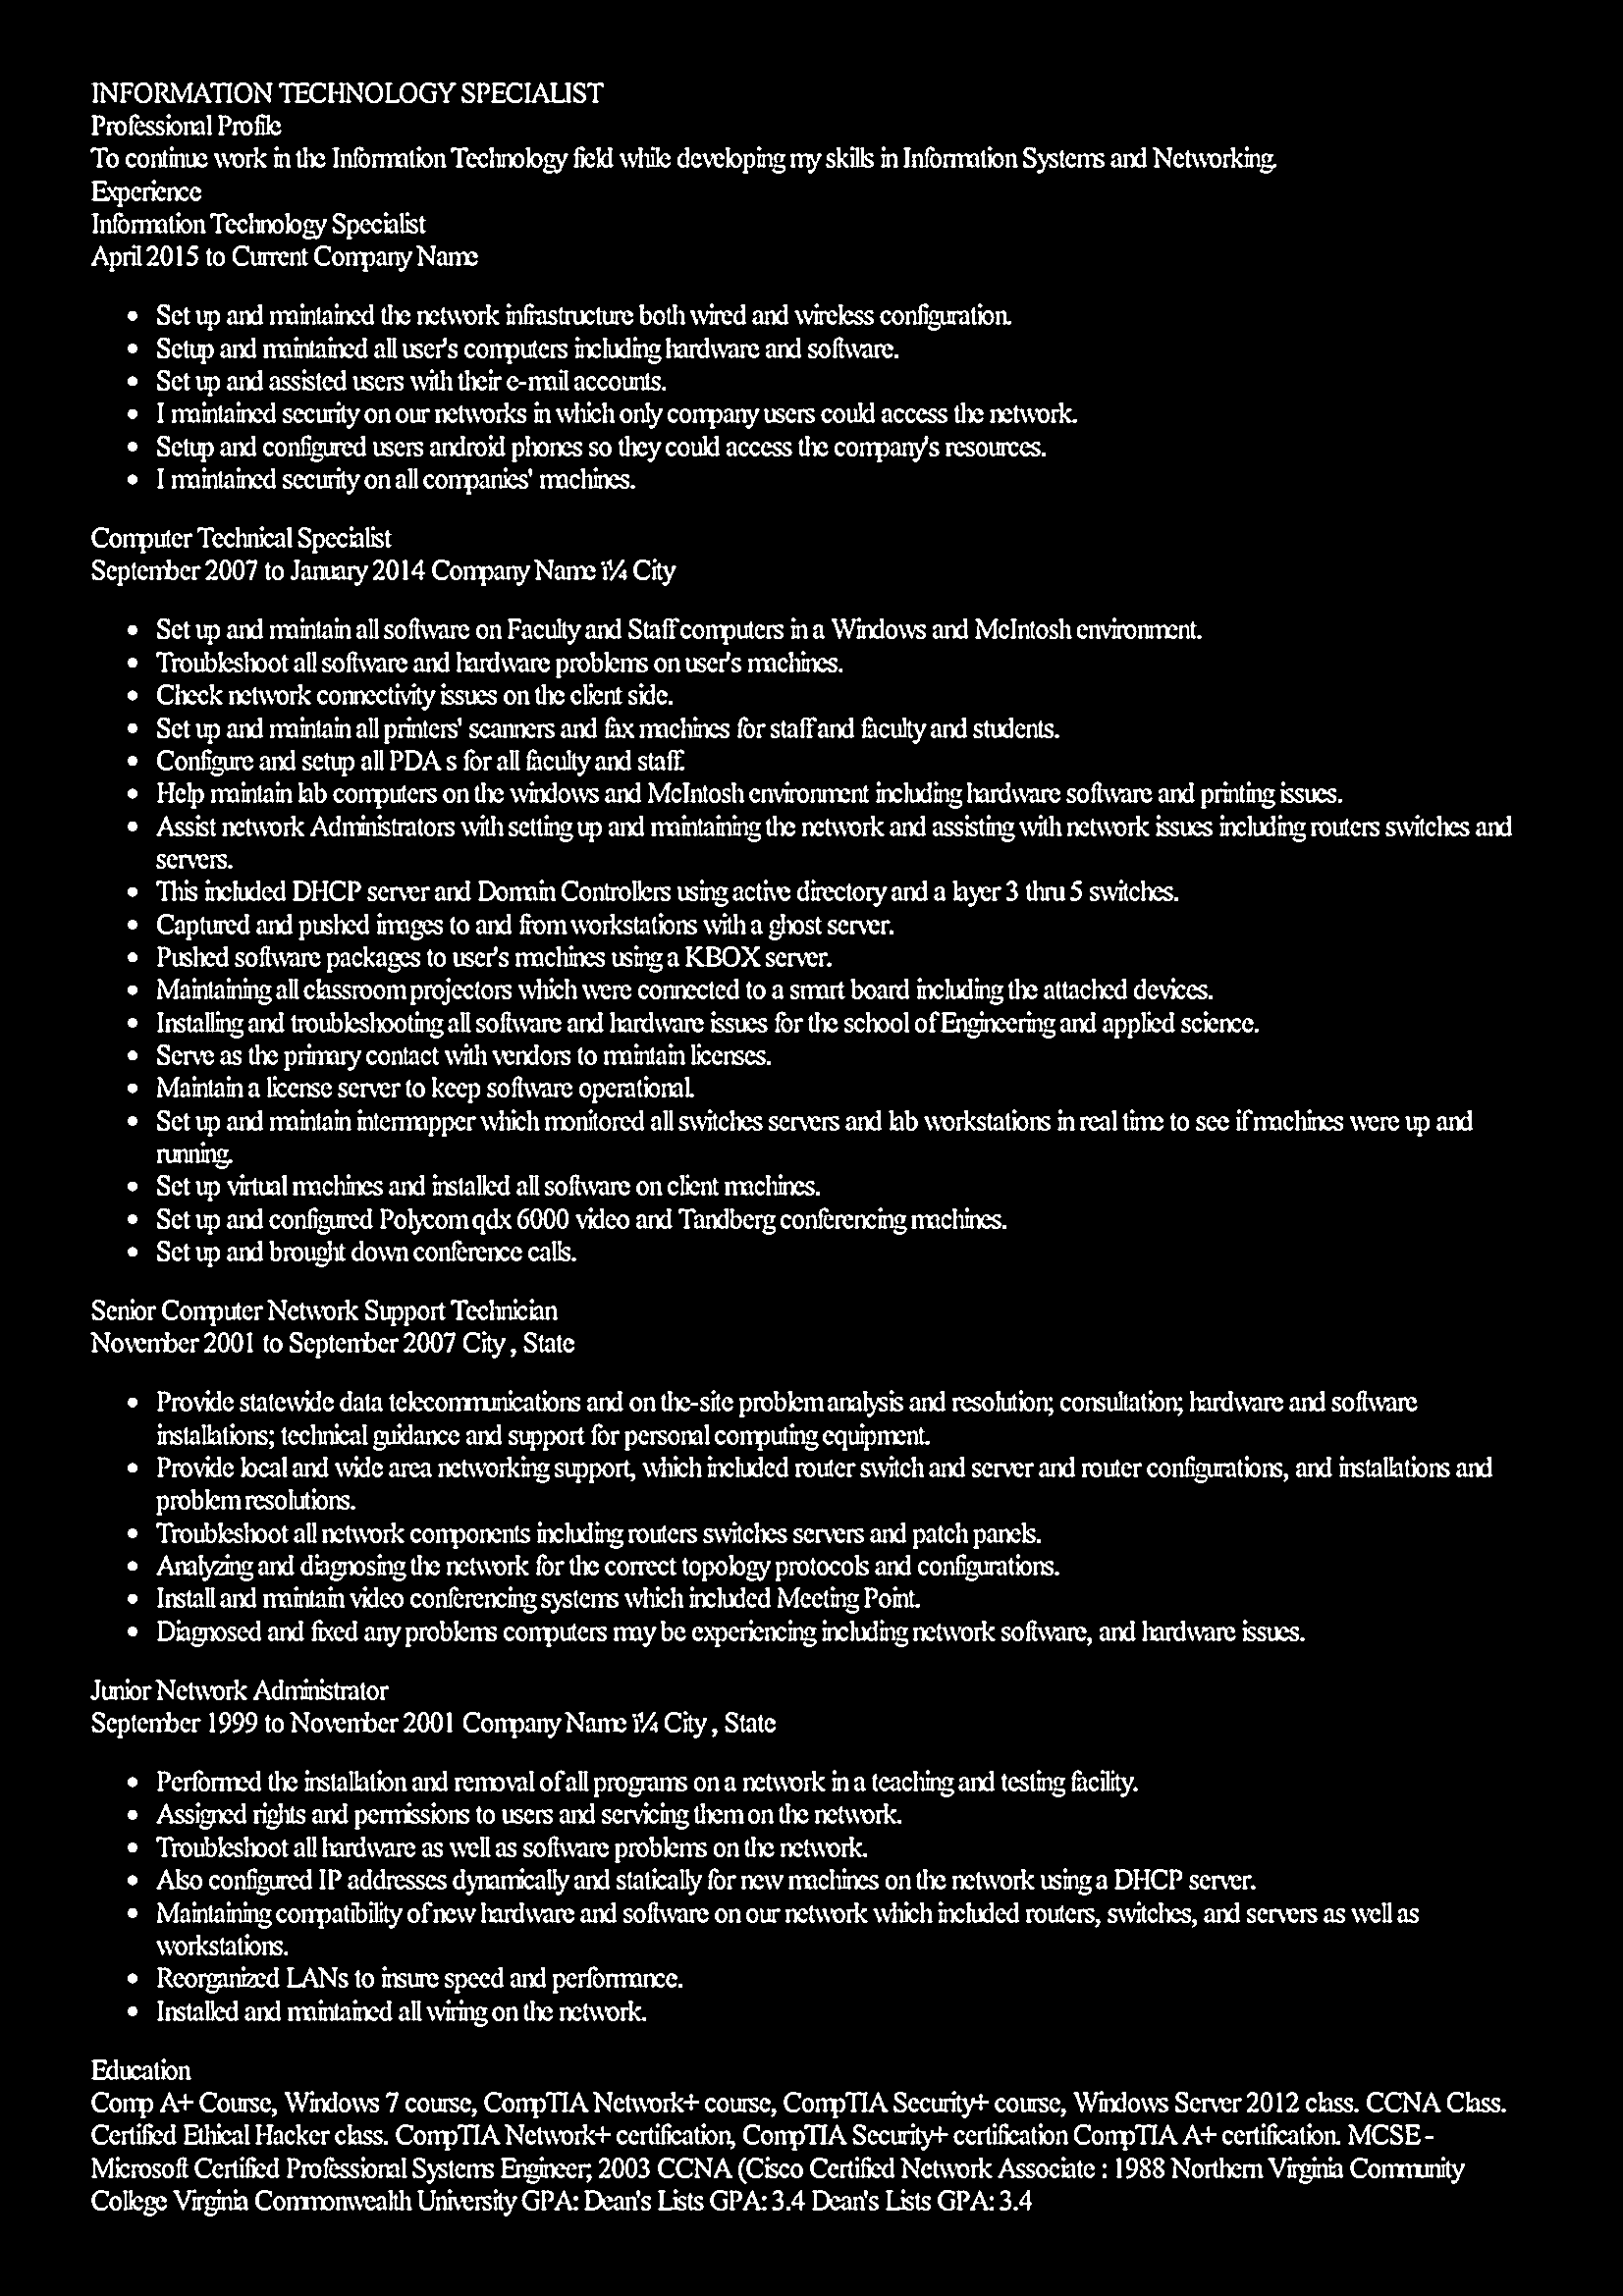 INFORMATION TECHNOLOGY SPECIALIST
Professional Profile
To continue work in the Information Technology field while developing my skills in Information Systems and Networking.
Experience
Information Technology Specialist
April 2015 to Current Company Name
• Set up and maintained the network infrastructure both wired and wireless configuration.
• Setup and maintained all user's computers including hardware and software.
• Set up and assisted users with their e-mail accounts.
• I maintained security on our networks in which only company users could access the network.
• Setup and configured users android phones so they could access the company's resources.
• I maintained security on all companies' machines.
Computer Technical Specialist
September 2007 to January 2014 Company Name ï¼ City
• Set up and maintain all software on Faculty and Staff computers in a Windows and McIntosh environment.
• Troubleshoot all software and hardware problems on user's machines.
• Check network connectivity issues on the client side.
• Set up and maintain all printers' scanners and fax machines for staff and faculty and students.
• Configure and setup all PDA s for all faculty and staff.
• Help maintain lab computers on the windows and McIntosh environment including hardware software and printing issues.
• Assist network Administrators with setting up and maintaining the network and assisting with network issues including routers switches and
servers.
• This included DHCP server and Domain Controllers using active directory and a layer 3 thru 5 switches.
• Captured and pushed images to and from workstations with a ghost server.
• Pushed software packages to user's machines using a KBOX server.
• Maintaining all classroom projectors which were connected to a smart board including the attached devices.
• Installing and troubleshooting all software and hardware issues for the school of Engineering and applied science.
• Serve as the primary contact with vendors to maintain licenses.
• Maintain a license server to keep software operational.
• Set up and maintain intermapper which monitored all switches servers and lab workstations in real time to see if machines were up and
running.
• Set up virtual machines and installed all software on client machines.
• Set up and configured Polycom qdx 6000 video and Tandberg conferencing machines.
• Set up and brought down conference calls.
Senior Computer Network Support Technician
November 2001 to September 2007 City , State
• Provide statewide data telecommunications and on the-site problem analysis and resolution; consultation; hardware and software
installations; technical guidance and support for personal computing equipment.
• Provide local and wide area networking support, which included router switch and server and router configurations, and installations and
problem resolutions.
• Troubleshoot all network components including routers switches servers and patch panels.
• Analyzing and diagnosing the network for the correct topology protocols and configurations.
• Install and maintain video conferencing systems which included Meeting Point.
• Diagnosed and fixed any problems computers may be experiencing including network software, and hardware issues.
Junior Network Administrator
September 1999 to November 2001 Company Name ï¼ City , State
• Performed the installation and removal of all programs on a network in a teaching and testing facility.
• Assigned rights and permissions to users and servicing them on the network.
• Troubleshoot all hardware as well as software problems on the network.
• Also configured IP addresses dynamically and statically for new machines on the network using a DHCP server.
• Maintaining compatibility of new hardware and software on our network which included routers, switches, and servers as well as
workstations.
• Reorganized LANs to insure speed and performance.
• Installed and maintained all wiring on the network.
Education
Comp A+ Course, Windows 7 course, CompTIA Network+ course, CompTIA Security+ course, Windows Server 2012 class. CCNA Class.
Certified Ethical Hacker class. CompTIA Network+ certification, CompTIA Security+ certification CompTIA A+ certification. MCSE -
Microsoft Certified Professional Systems Engineer, 2003 CCNA (Cisco Certified Network Associate : 1988 Northern Virginia Community
College Virginia Commonwealth University GPA: Dean's Lists GPA: 3.4 Dean's Lists GPA: 3.4